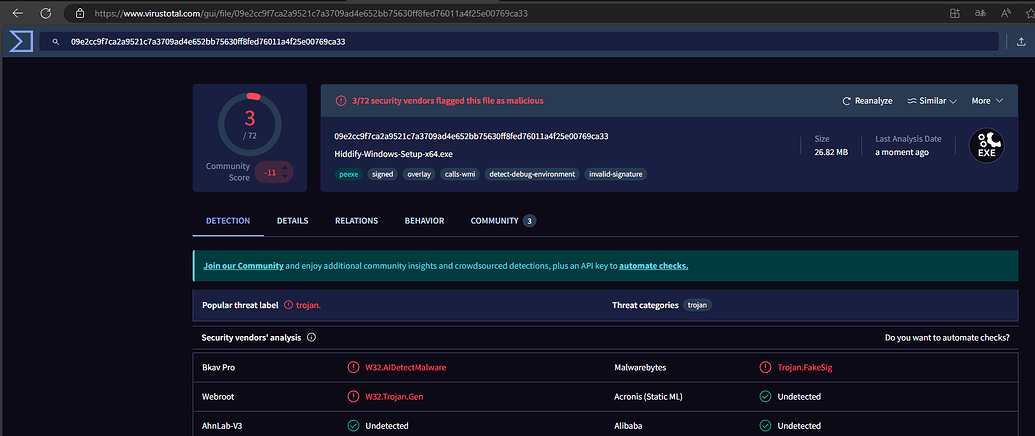 https://www.virustotal.com/gui/file/09e2cc9f7ca2a9521c7a3709ad4e652bb75630ff8fed76011a4f25e00769ca33
09e2cc9f7ca2a9521c7a3709ad4e652bb75630ff8fed76011a4f25e00769ca33
3
/ 72
Community Score
-11
3/72 security vendors flagged this file as malicious
Reanalyze
Similar
More
09e2cc9f7ca2a9521c7a3709ad4e652bb75630ff8fed76011a4f25e00769ca33
Hiddify-Windows-Setup-x64.exe
peexe signed overlay calls-wmi detect-debug-environment invalid-signature
Size
26.82 MB
Last Analysis Date
a moment ago
EXE
DETECTION DETAILS RELATIONS BEHAVIOR COMMUNITY 3
Join our Community and enjoy additional community insights and crowdsourced detections, plus an API key to automate checks.
Popular threat label trojan. Threat categories trojan
Security vendors' analysis Do you want to automate checks?
Bkav Pro W32.AIDetectMalware Malwarebytes Trojan.FakeSig
Webroot W32.Trojan.Gen Acronis (Static ML) Undetected
AhnLab-V3 Undetected Alibaba Undetected